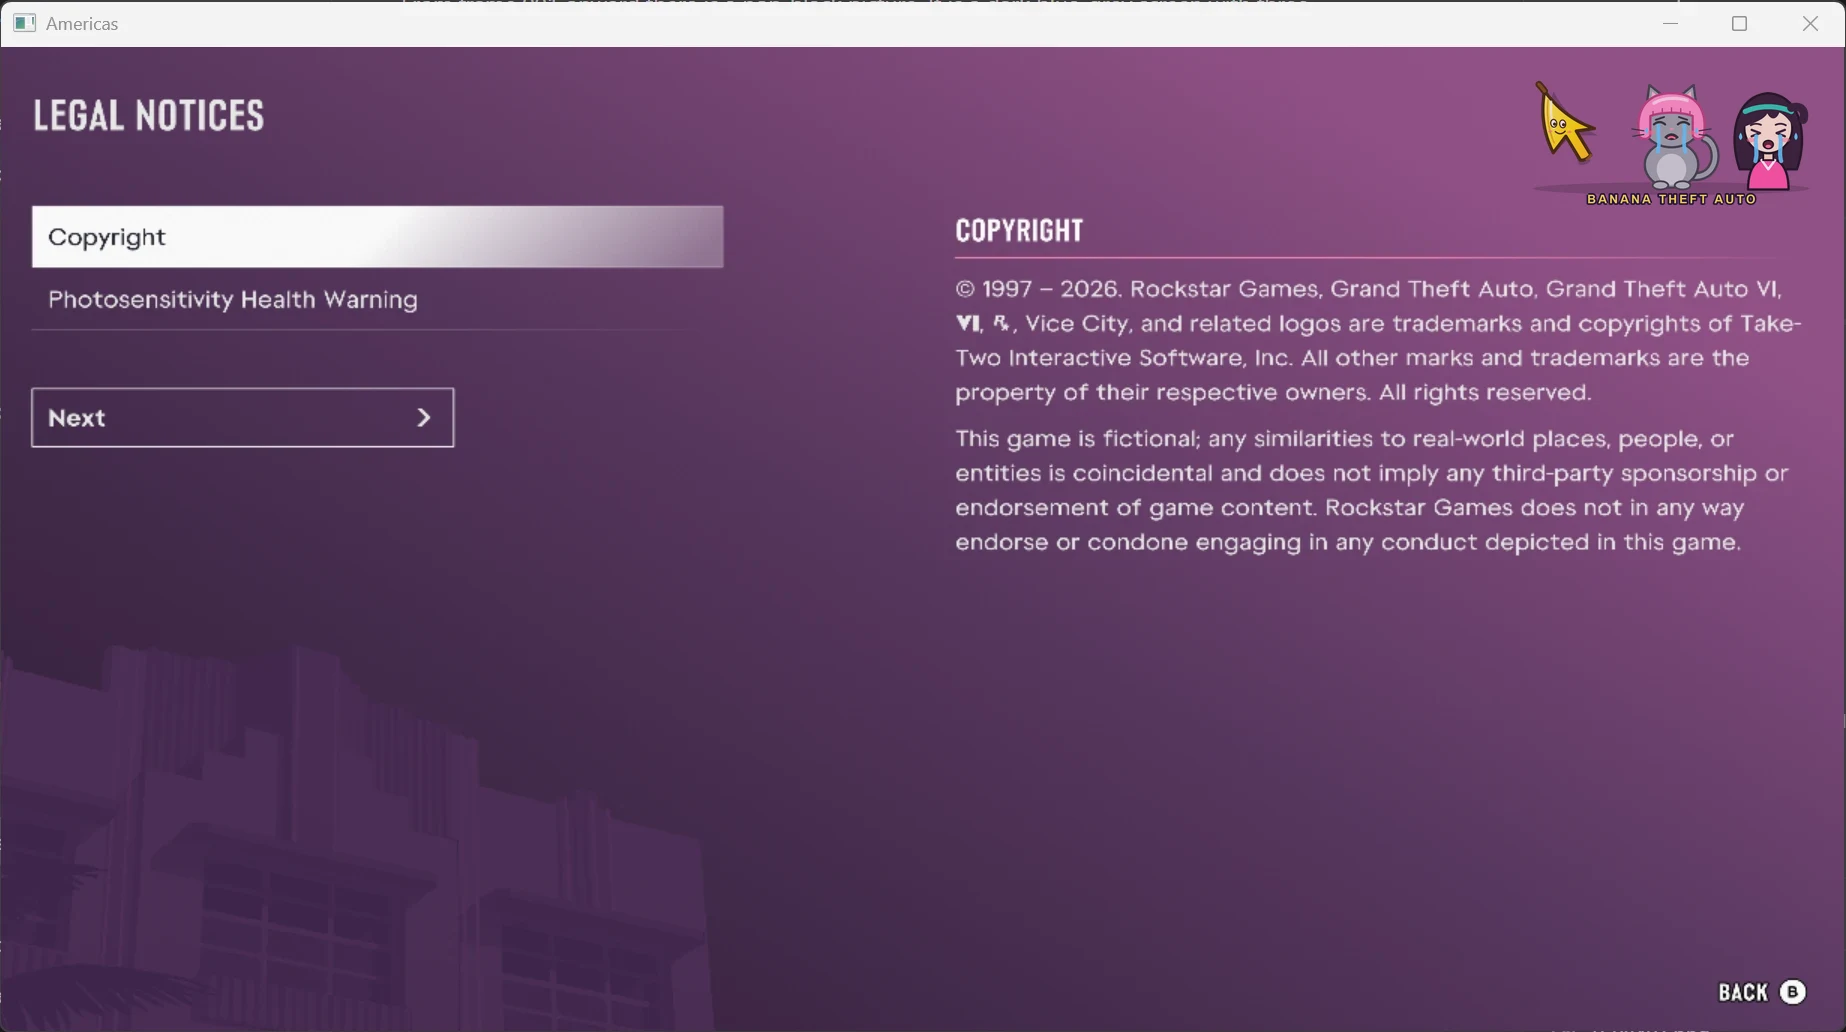 Americas
LEGAL NOTICES
BANANA THEFT AUTO
Copyright
Photosensitivity Health Warning
Next
COPYRIGHT
© 1997 – 2026. Rockstar Games, Grand Theft Auto, Grand Theft Auto VI,
VI, , Vice City, and related logos are trademarks and copyrights of Take-
Two Interactive Software, Inc. All other marks and trademarks are the
property of their respective owners. All rights reserved.
This game is fictional; any similarities to real-world places, people, or
entities is coincidental and does not imply any third-party sponsorship or
endorsement of game content. Rockstar Games does not in any way
endorse or condone engaging in any conduct depicted in this game.
BACK B